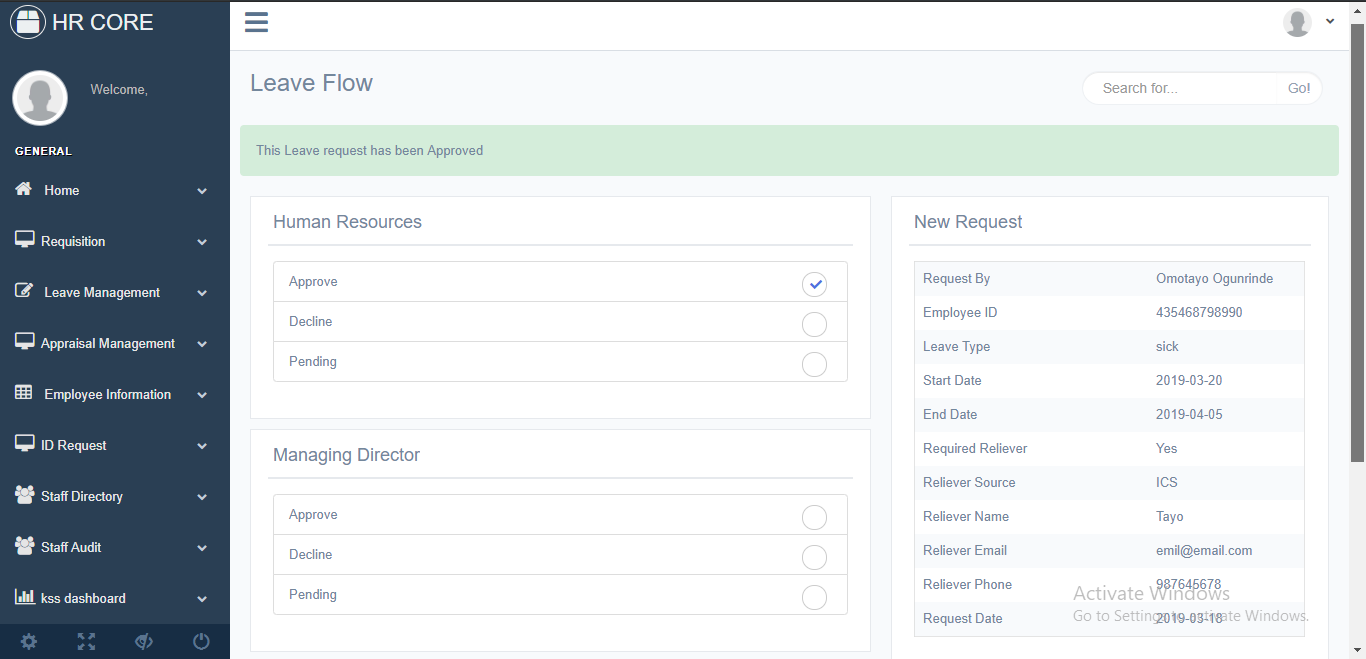 HR CORE
Welcome,
GENERAL
Home
Requisition
Leave Management
Appraisal Management
Employee Information
ID Request
Staff Directory
Staff Audit
kss dashboard
Leave Flow
Search for...
Go!
This Leave request has been Approved
Human Resources
Approve
Decline
Pending
Managing Director
Approve
Decline
Pending
New Request
Request By Omotayo Ogunrinde
Employee ID 435468798990
Leave Type sick
Start Date 2019-03-20
End Date 2019-04-05
Required Reliever Yes
Reliever Source ICS
Reliever Name Tayo
Reliever Email emil@email.com
Reliever Phone 987645678
Request Date 2019-03-18
Activate Windows
Go to Settings to activate Windows.